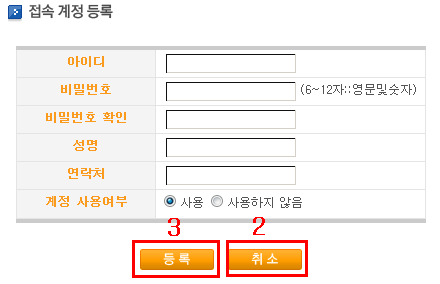 접속 계정 등록
아이디
비밀번호 (6~12자::영문및숫자)
비밀번호 확인
성명
연락처
계정 사용여부 사용 사용하지 않음
3 2
등록 취소